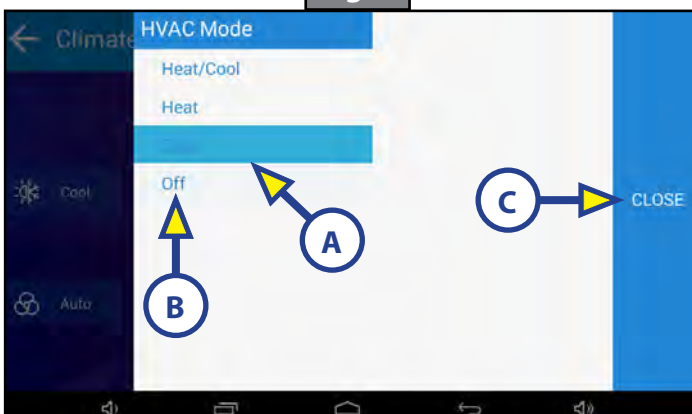 Climate
HVAC Mode
Heat/Cool
Heat
Off
Cool
Auto
CLOSE
A
B
C